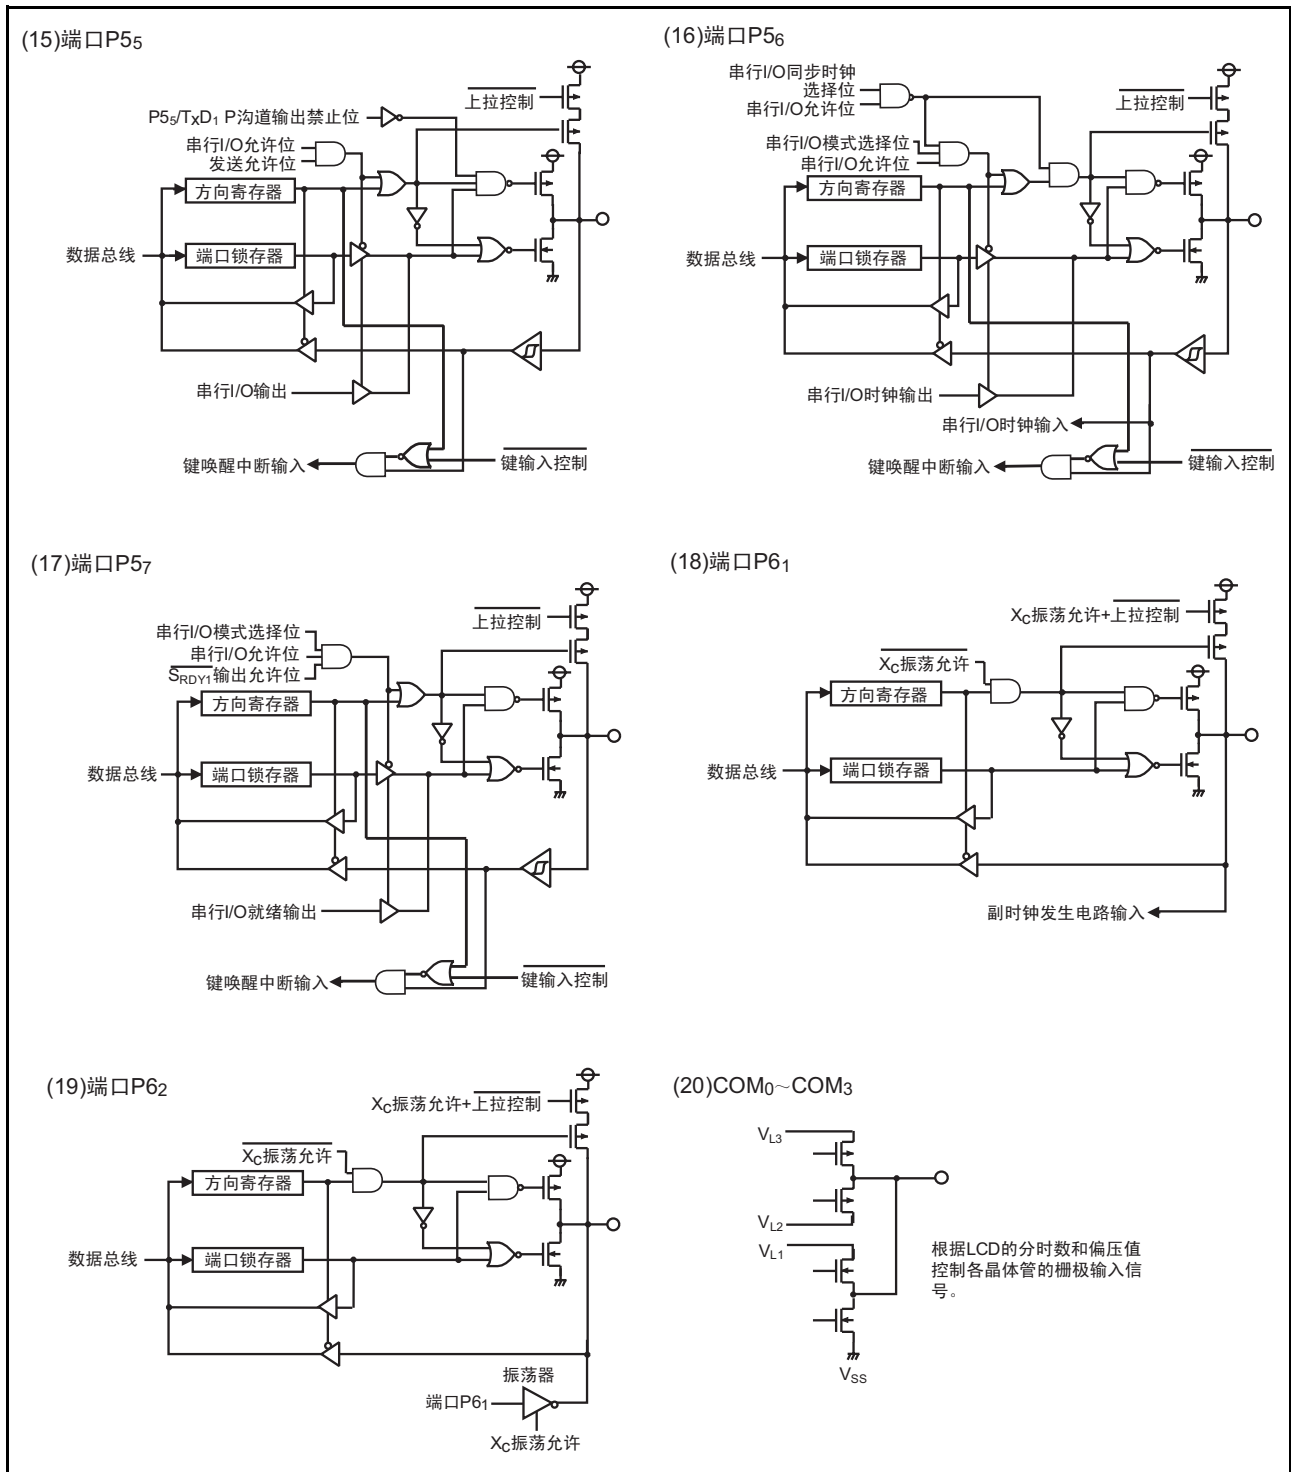 (15)端口P5₅
上拉控制
P5₅/TxD₁ P沟道输出禁止位
串行I/O允许位
发送允许位
方向寄存器
数据总线
端口锁存器
串行I/O输出
键唤醒中断输入
键输入控制
(16)端口P5₆
串行I/O同步时钟
选择位
串行I/O允许位
上拉控制
串行I/O模式选择位
串行I/O允许位
方向寄存器
数据总线
端口锁存器
串行I/O时钟输出
串行I/O时钟输入
键唤醒中断输入
键输入控制
(17)端口P5₇
上拉控制
串行I/O模式选择位
串行I/O允许位
S_RDY1输出允许位
方向寄存器
数据总线
端口锁存器
串行I/O就绪输出
键唤醒中断输入
键输入控制
(18)端口P6₁
X_C振荡允许+上拉控制
X_C振荡允许
方向寄存器
数据总线
端口锁存器
副时钟发生电路输入
(19)端口P6₂
X_C振荡允许+上拉控制
X_C振荡允许
方向寄存器
数据总线
端口锁存器
振荡器
端口P6₁
X_C振荡允许
(20)COM₀～COM₃
V_L3
V_L2
V_L1
根据LCD的分时数和偏压值
控制各晶体管的栅极输入信
号。
V_SS